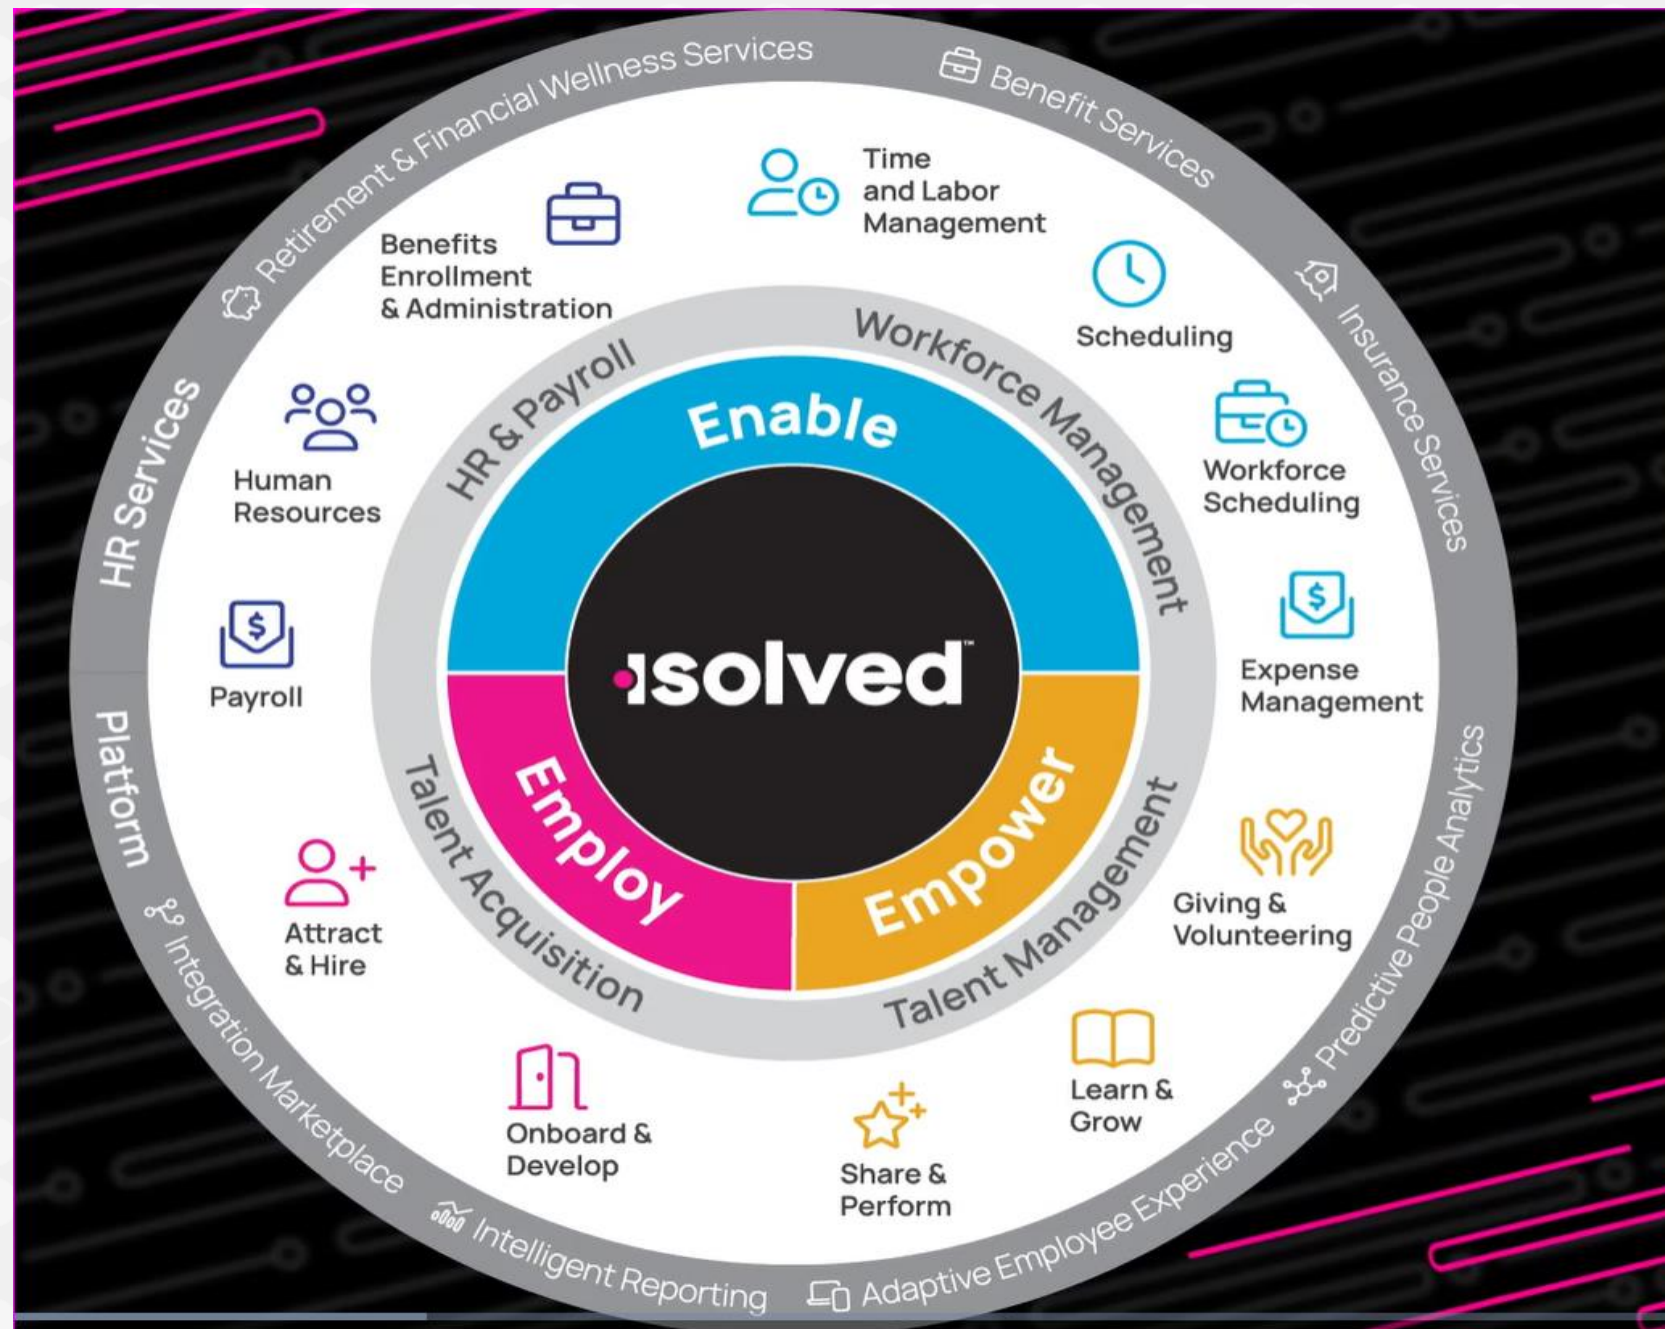 HR Services
Retirement & Financial Wellness Services
Benefit Services
Insurance Services
Benefits
Enrollment
& Administration
Time
and Labor
Management
Scheduling
Human
Resources
Workforce
Scheduling
Payroll
Expense
Management
HR & Payroll
Workforce Management
Enable
isolved™
Employ
Empower
Talent Acquisition
Talent Management
Attract
& Hire
Giving &
Volunteering
Onboard &
Develop
Share &
Perform
Learn &
Grow
Platform
Integration Marketplace
Intelligent Reporting
Adaptive Employee Experience
Predictive People Analytics